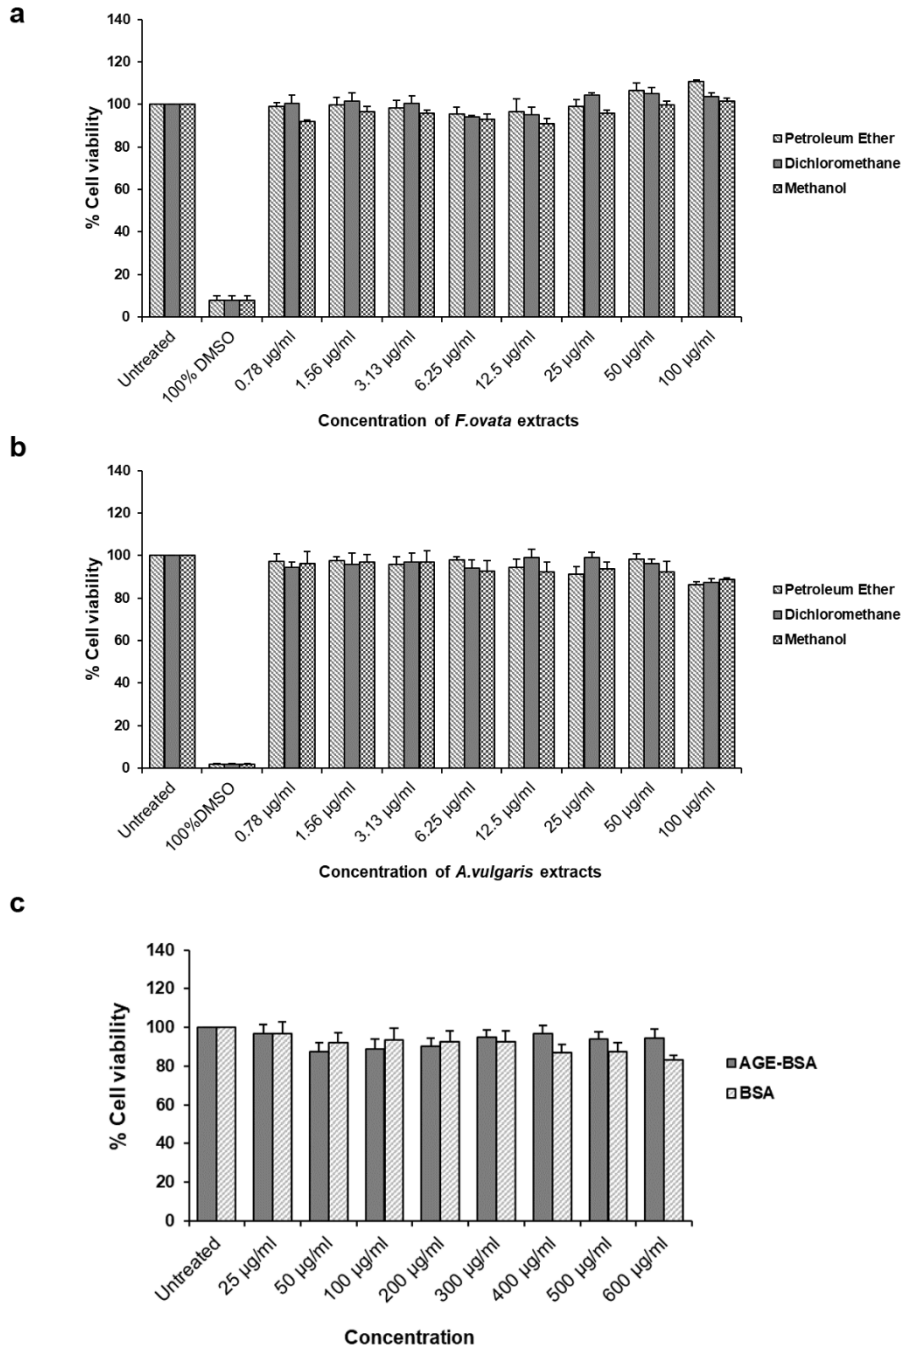 a
140
120
100
80
60
40
20
0
% Cell viability
Untreated
100% DMSO
0.78 µg/ml
1.56 µg/ml
3.13 µg/ml
6.25 µg/ml
12.5 µg/ml
25 µg/ml
50 µg/ml
100 µg/ml
Concentration of F.ovata extracts
Petroleum Ether
Dichloromethane
Methanol
b
140
120
100
80
60
40
20
0
% Cell viability
Untreated
100%DMSO
0.78 µg/ml
1.56 µg/ml
3.13 µg/ml
6.25 µg/ml
12.5 µg/ml
25 µg/ml
50 µg/ml
100 µg/ml
Concentration of A.vulgaris extracts
Petroleum Ether
Dichloromethane
Methanol
c
140
120
100
80
60
40
20
0
% Cell viability
Untreated
25 µg/ml
50 µg/ml
100 µg/ml
200 µg/ml
300 µg/ml
400 µg/ml
500 µg/ml
600 µg/ml
Concentration
AGE-BSA
BSA